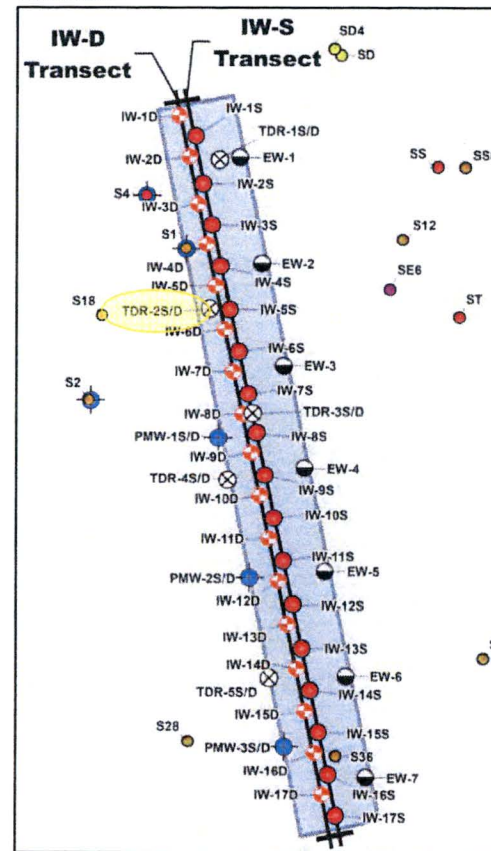 SD4
IW-D
Transect
IW-S
Transect
SD
IW-1D
IW-1S
TDR-1S/D
IW-2D
EW-1
SS
IW-2S
S4
IW-3D
IW-3S
S1
S12
IW-4D
EW-2
IW-4S
IW-5D
SE6
S18
TDR-2S/D
IW-5S
ST
IW-6D
IW-6S
EW-3
IW-7D
IW-7S
S2
IW-8D
TDR-3S/D
PMW-1S/D
IW-8S
IW-9D
EW-4
TDR-4S/D
IW-9S
IW-10D
IW-10S
IW-11D
IW-11S
EW-5
PMW-2S/D
IW-12D
IW-12S
IW-13D
IW-13S
IW-14D
EW-6
TDR-5S/D
IW-14S
IW-15D
IW-15S
S28
PMW-3S/D
S36
IW-16D
EW-7
IW-16S
IW-17D
IW-17S